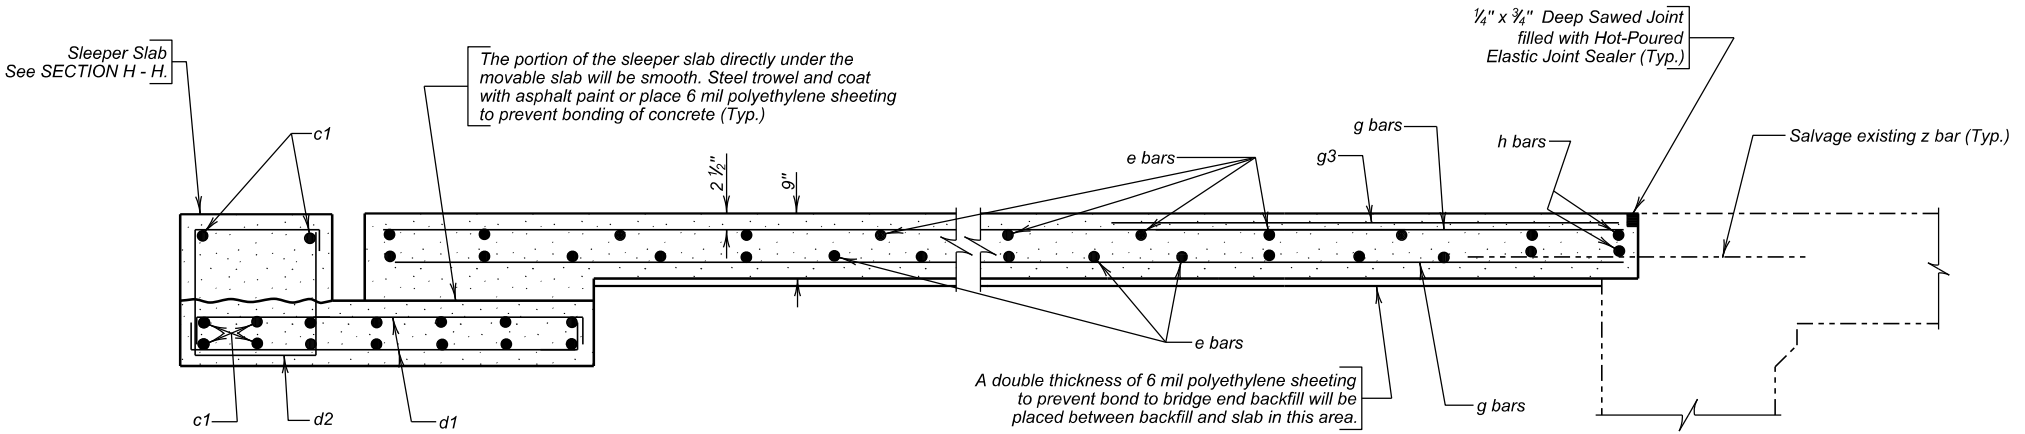 ¼" x ¾" Deep Sawed Joint
filled with Hot-Poured
Elastic Joint Sealer (Typ.)
Sleeper Slab
See SECTION H - H.
The portion of the sleeper slab directly under the
movable slab will be smooth. Steel trowel and coat
with asphalt paint or place 6 mil polyethylene sheeting
to prevent bonding of concrete (Typ.)
c1
2 ½"
9"
e bars
g3
g bars
h bars
Salvage existing z bar (Typ.)
e bars
A double thickness of 6 mil polyethylene sheeting
to prevent bond to bridge end backfill will be
placed between backfill and slab in this area.
g bars
c1
d2
d1